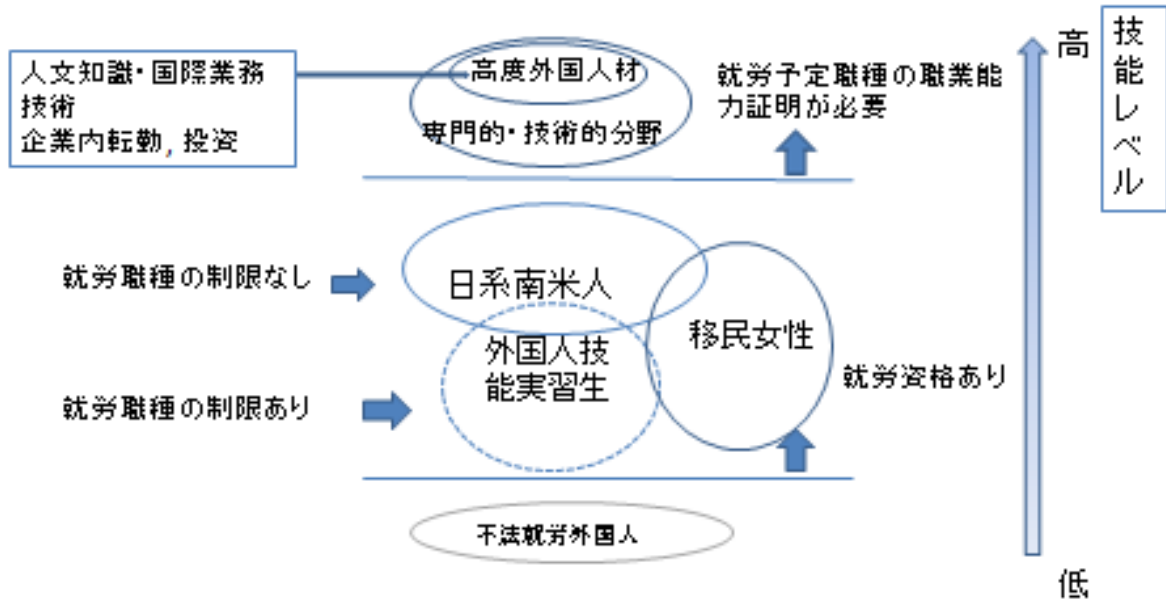 人文知識・国際業務
技術
企業内転勤, 投資
高度外国人材
専門的・技術的分野
就労予定職種の職業能
力証明が必要
高
技
能
レ
ベ
ル
就労職種の制限なし
日系南米人
移民女性
外国人技
能実習生
就労資格あり
就労職種の制限あり
不法就労外国人
低